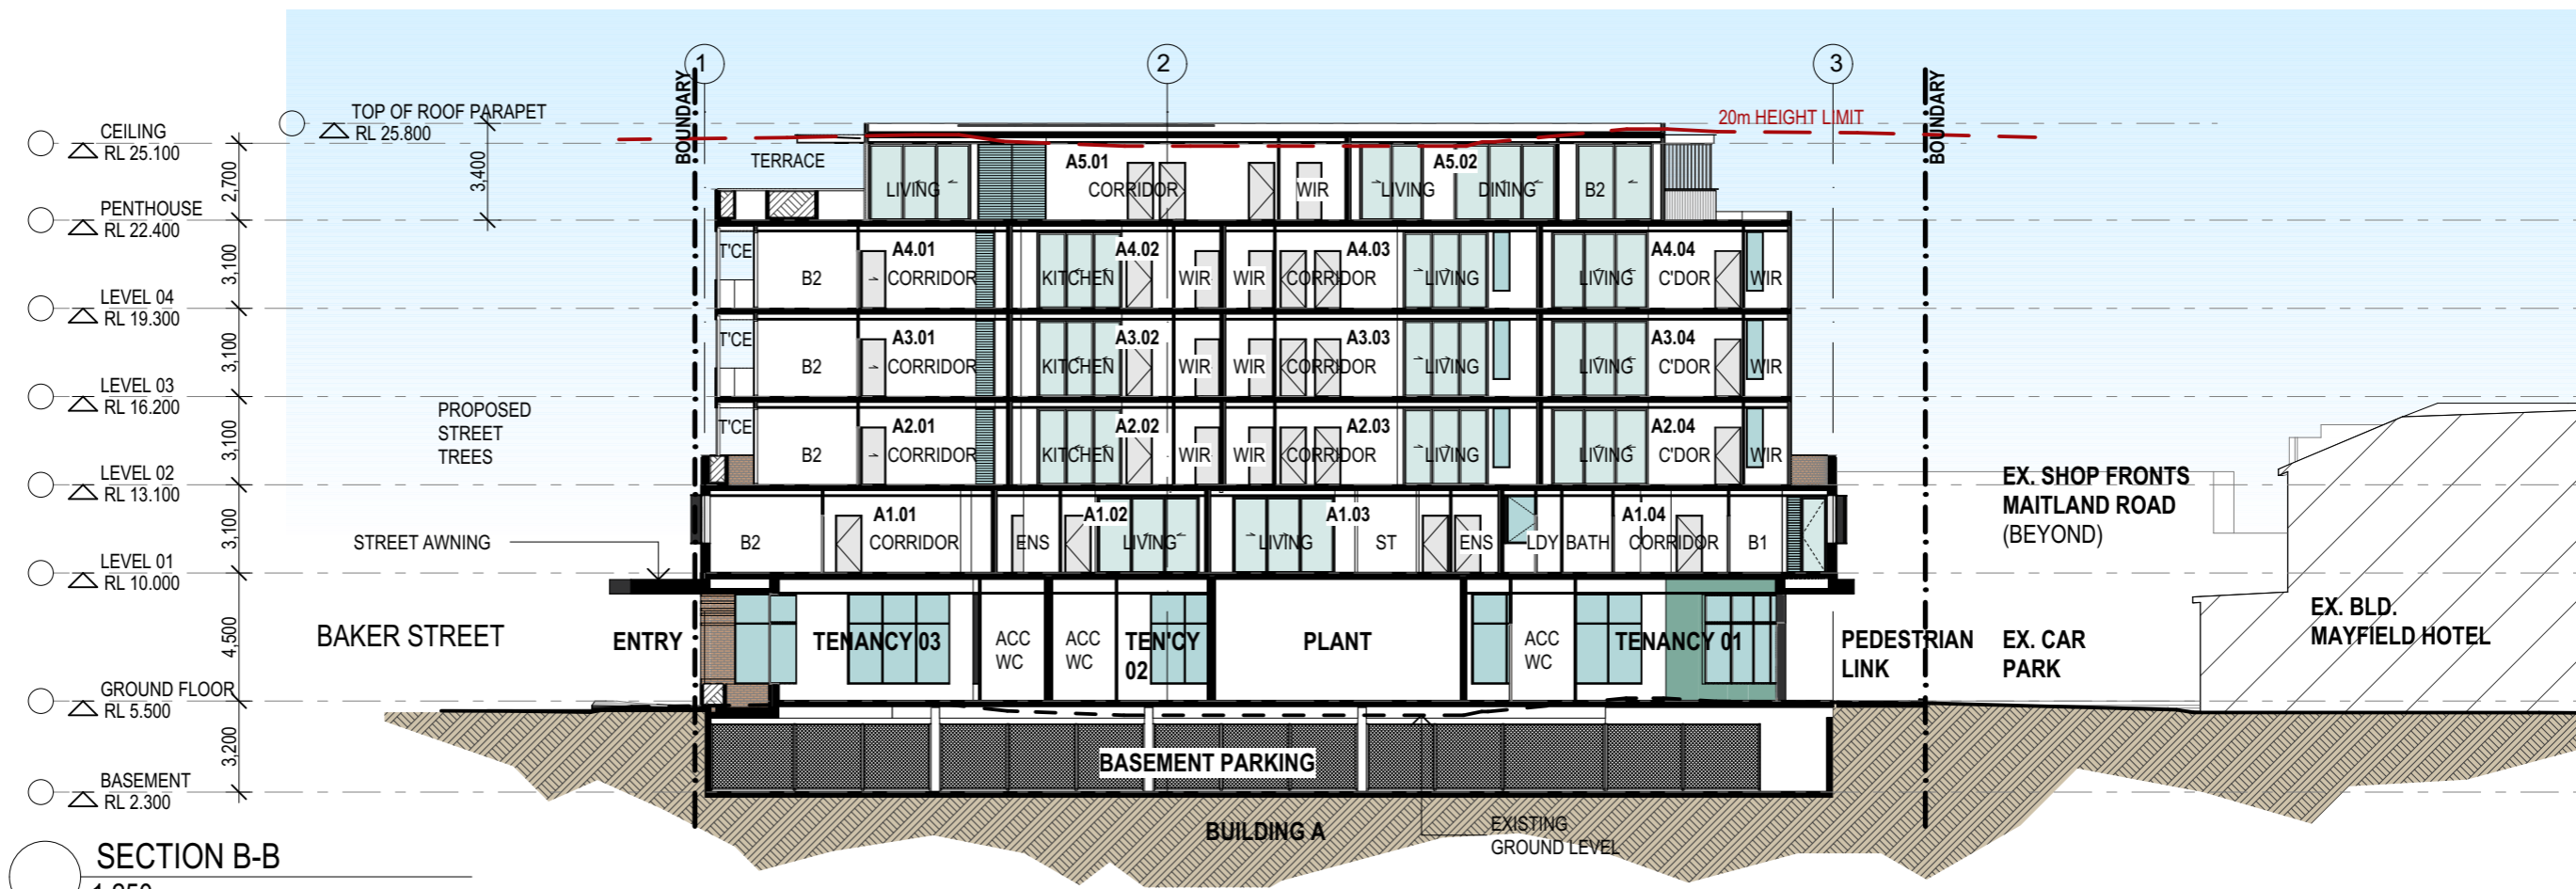 1
2
3
BOUNDARY
BOUNDARY
TOP OF ROOF PARAPET
RL 25.800
20m HEIGHT LIMIT
CEILING
RL 25.100
2,700
3,400
TERRACE
A5.01
A5.02
LIVING
CORRIDOR
WIR
LIVING
DINING
B2
PENTHOUSE
RL 22.400
3,100
T'CE
B2
A4.01
CORRIDOR
KITCHEN
A4.02
WIR
WIR
A4.03
CORRIDOR
LIVING
LIVING
A4.04
C'DOR
WIR
LEVEL 04
RL 19.300
3,100
T'CE
B2
A3.01
CORRIDOR
KITCHEN
A3.02
WIR
WIR
A3.03
CORRIDOR
LIVING
LIVING
A3.04
C'DOR
WIR
LEVEL 03
RL 16.200
3,100
PROPOSED
STREET
TREES
T'CE
B2
A2.01
CORRIDOR
KITCHEN
A2.02
WIR
WIR
A2.03
CORRIDOR
LIVING
LIVING
A2.04
C'DOR
WIR
LEVEL 02
RL 13.100
3,100
EX. SHOP FRONTS
MAITLAND ROAD
(BEYOND)
STREET AWNING
B2
A1.01
CORRIDOR
ENS
A1.02
LIVING
LIVING
A1.03
ST
ENS
LDY
BATH
A1.04
CORRIDOR
B1
LEVEL 01
RL 10.000
4,500
BAKER STREET
ENTRY
TENANCY 03
ACC
WC
ACC
WC
TEN'CY
02
PLANT
ACC
WC
TENANCY 01
PEDESTRIAN
LINK
EX. CAR
PARK
EX. BLD.
MAYFIELD HOTEL
GROUND FLOOR
RL 5.500
3,200
BASEMENT PARKING
BASEMENT
RL 2.300
BUILDING A
EXISTING
GROUND LEVEL
SECTION B-B